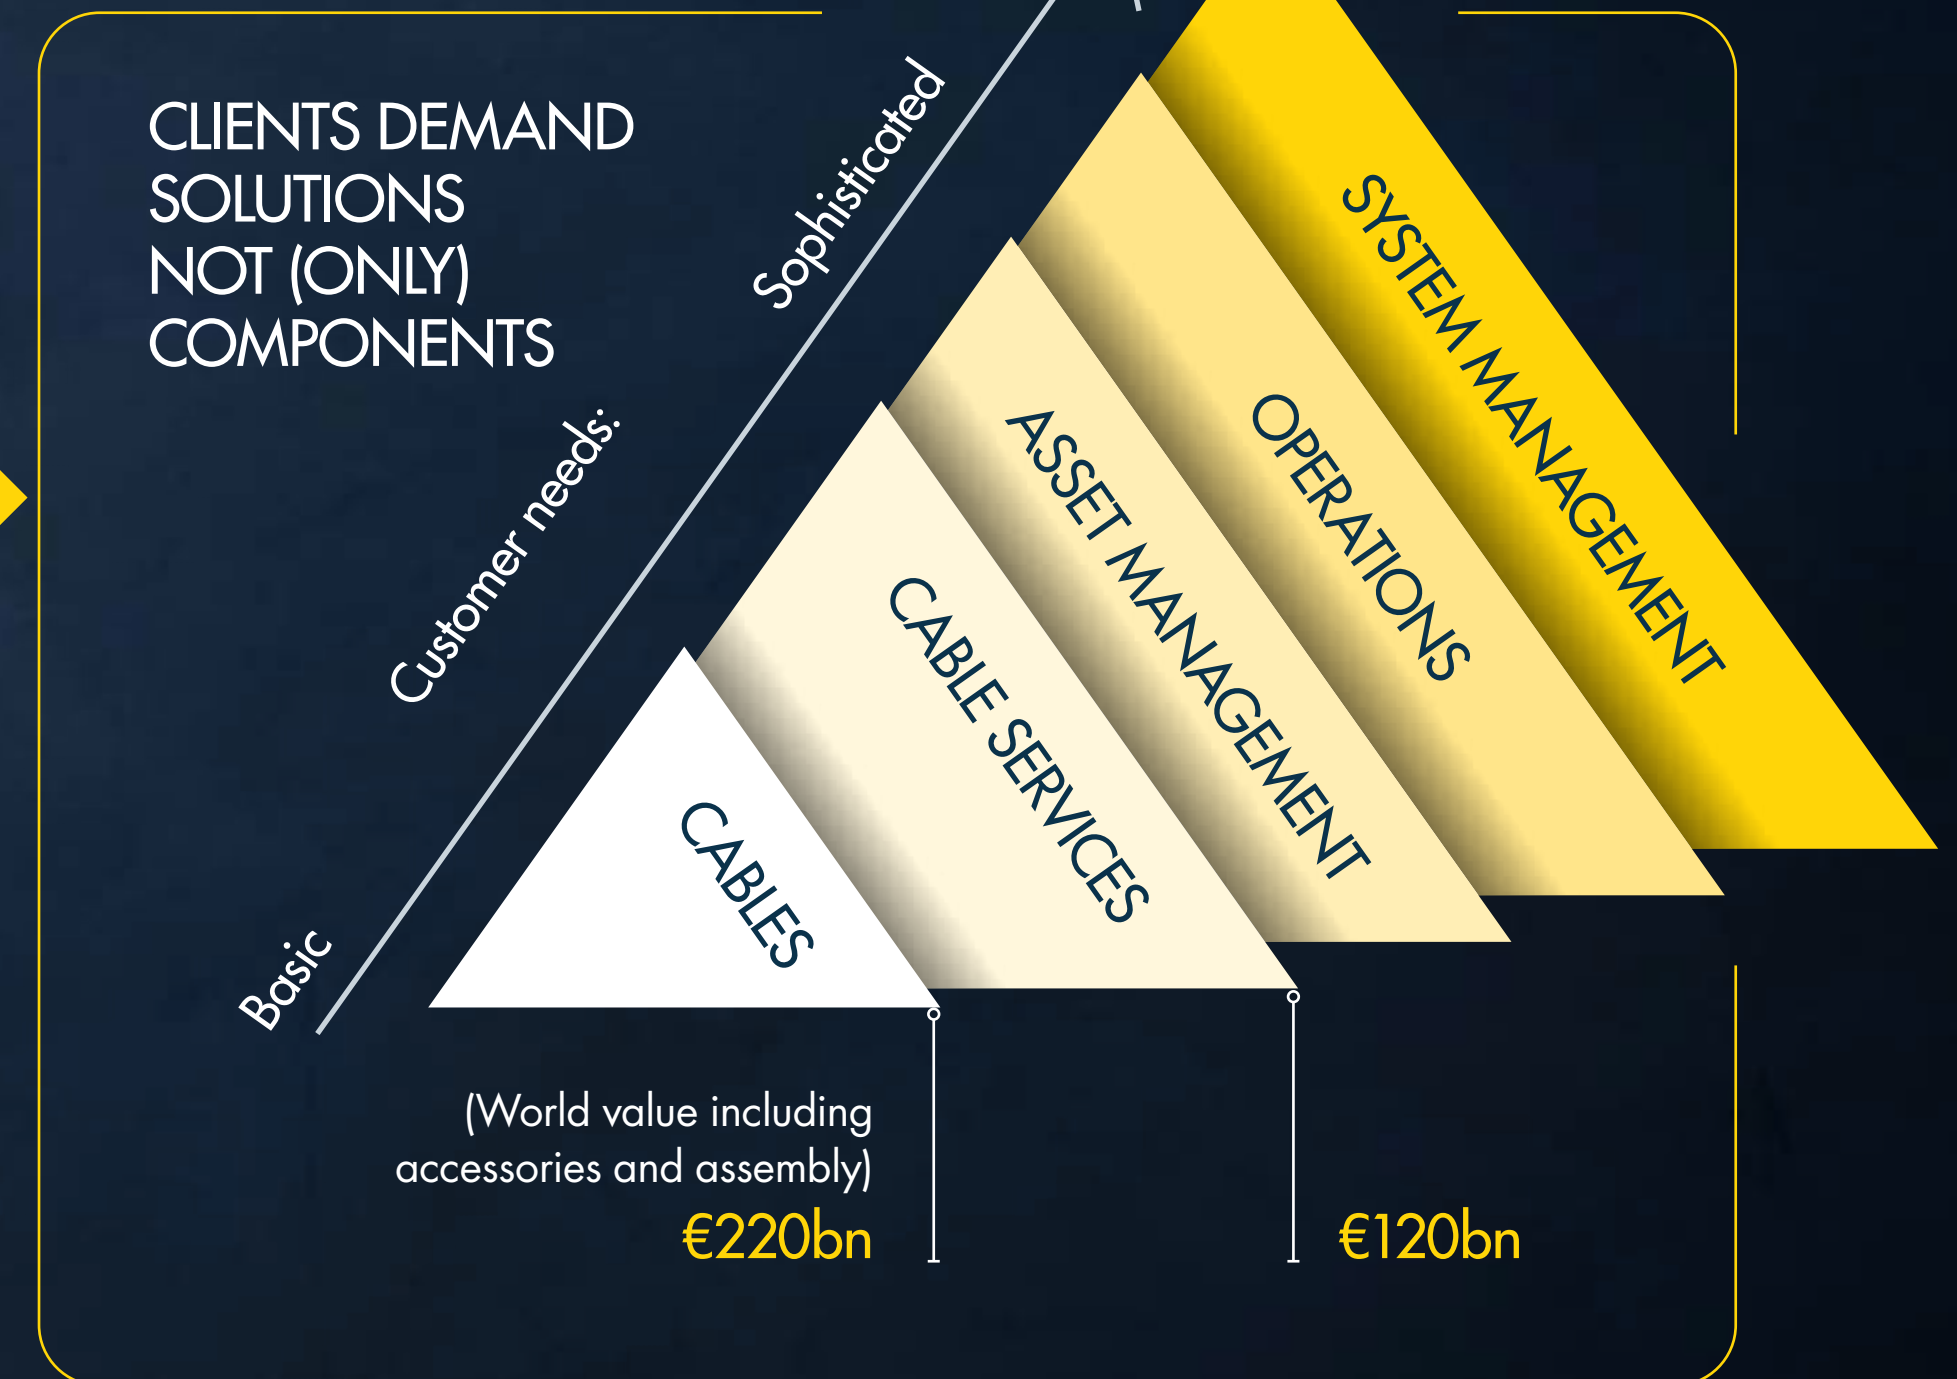 CLIENTS DEMAND
SOLUTIONS
NOT (ONLY)
COMPONENTS
Sophisticated
Customer needs:
Basic
SYSTEM MANAGEMENT
OPERATIONS
ASSET MANAGEMENT
CABLE SERVICES
CABLES
(World value including
accessories and assembly)
€220bn
€120bn